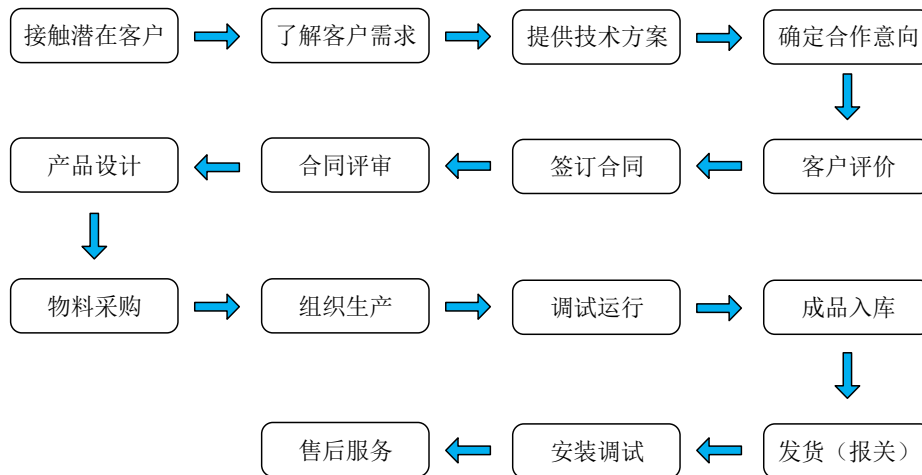 接触潜在客户
了解客户需求
提供技术方案
确定合作意向
客户评价
签订合同
合同评审
产品设计
物料采购
组织生产
调试运行
成品入库
发货（报关）
安装调试
售后服务